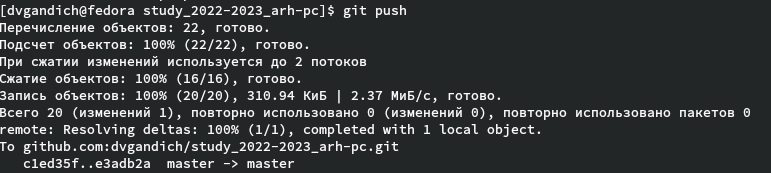 [dvgandich@fedora study_2022-2023_arh-pc]$ git push
Перечисление объектов: 22, готово.
Подсчет объектов: 100% (22/22), готово.
При сжатии изменений используется до 2 потоков
Сжатие объектов: 100% (16/16), готово.
Запись объектов: 100% (20/20), 310.94 КиБ | 2.37 МиБ/с, готово.
Всего 20 (изменений 1), повторно использовано 0 (изменений 0), повторно использовано пакетов 0
remote: Resolving deltas: 100% (1/1), completed with 1 local object.
To github.com:dvgandich/study_2022-2023_arh-pc.git
   c1ed35f..e3adb2a  master -> master